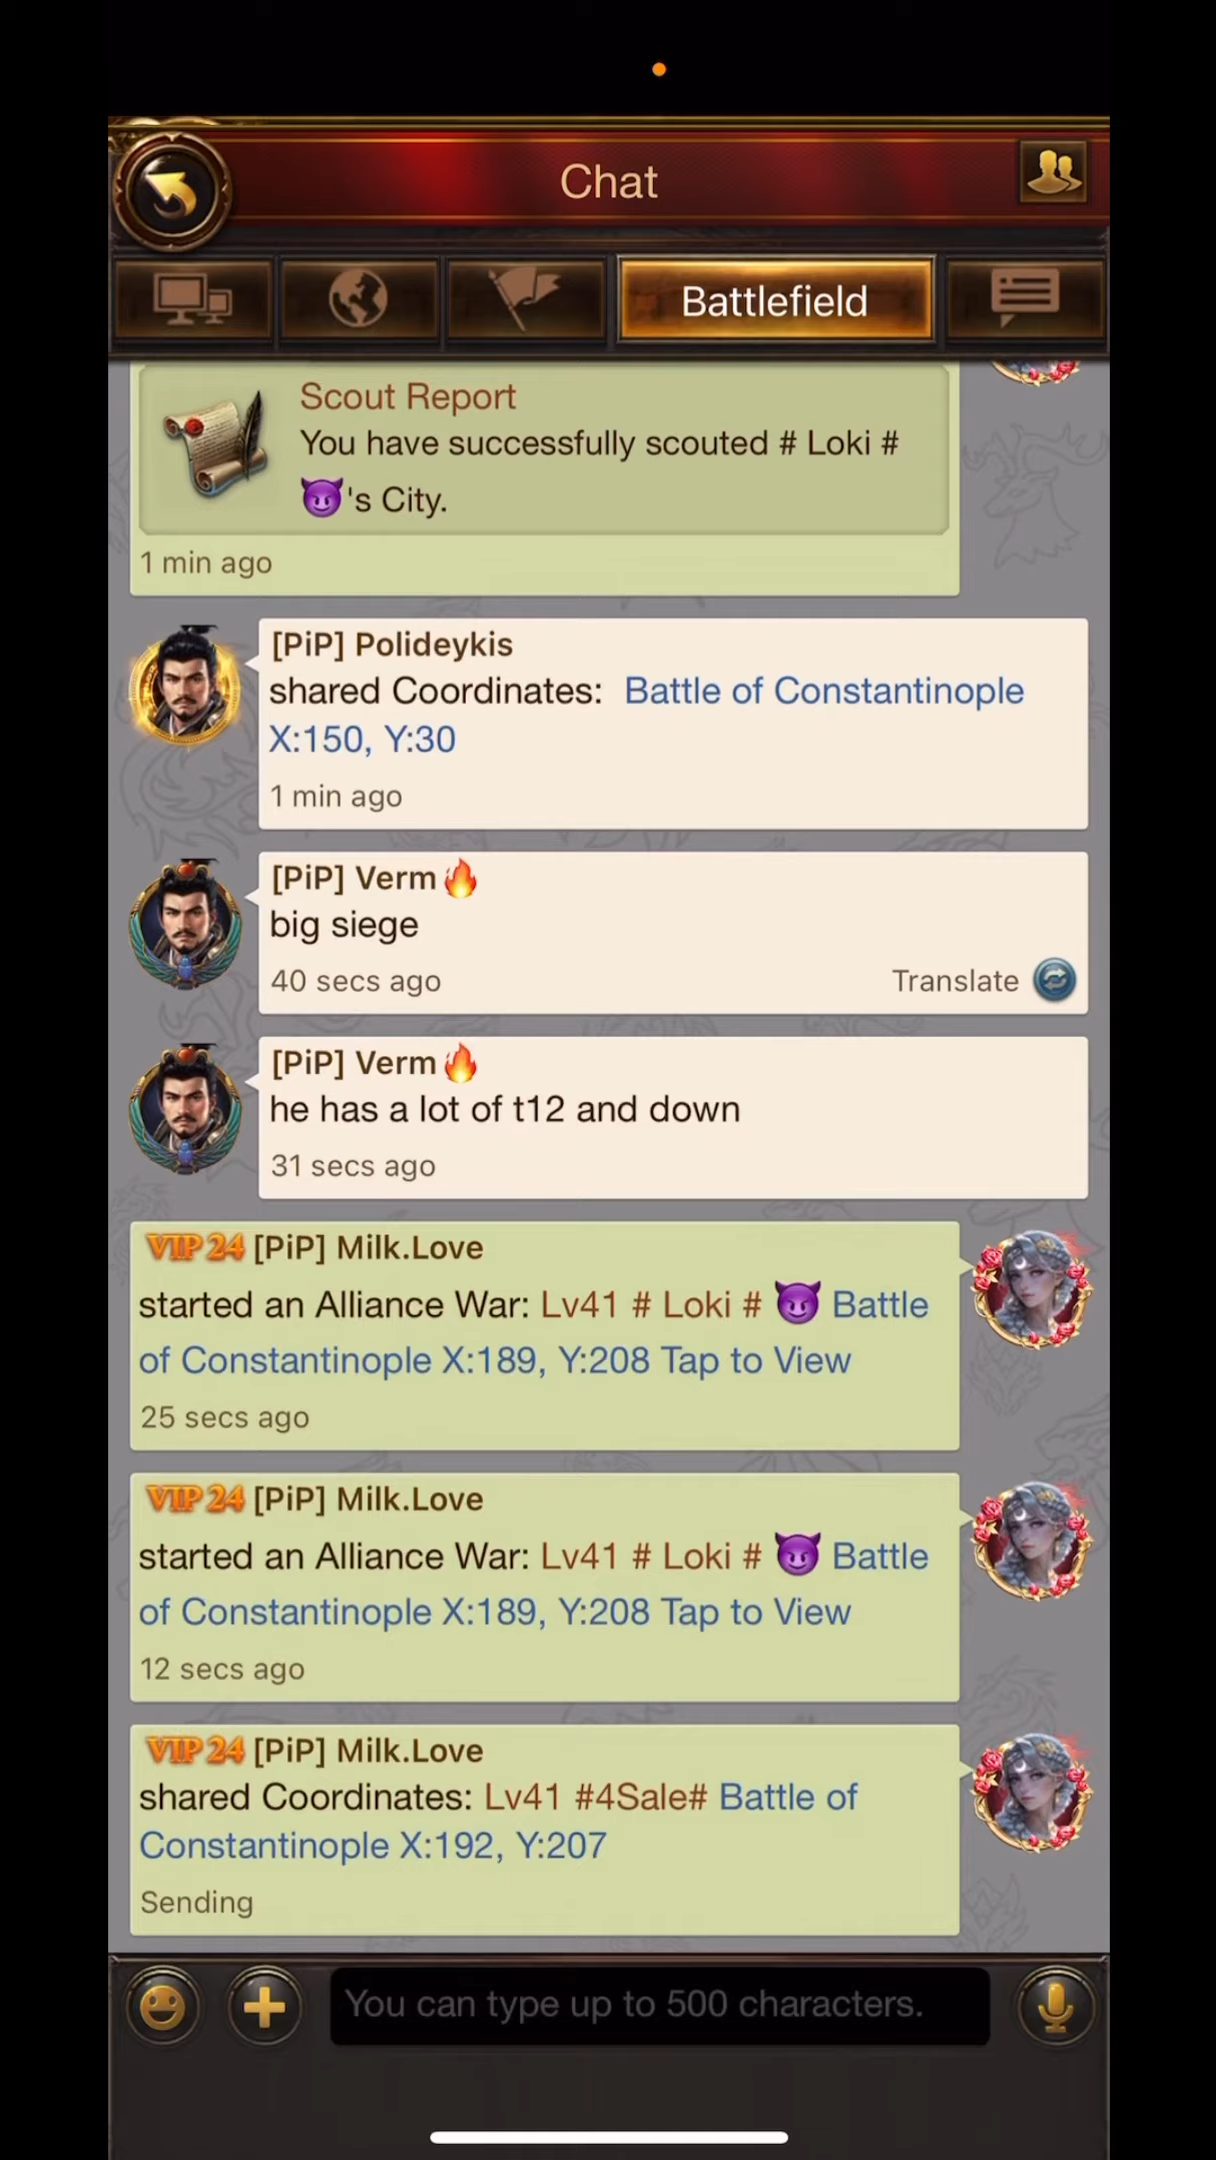 Chat
Battlefield
Scout Report
You have successfully scouted # Loki #
😈's City.
1 min ago
[PiP] Polideykis
shared Coordinates: Battle of Constantinople
X:150, Y:30
1 min ago
[PiP] Verm🔥
big siege
40 secs ago
Translate
[PiP] Verm🔥
he has a lot of t12 and down
31 secs ago
VIP 24 [PiP] Milk.Love
started an Alliance War: Lv41 # Loki # 😈 Battle
of Constantinople X:189, Y:208 Tap to View
25 secs ago
VIP 24 [PiP] Milk.Love
started an Alliance War: Lv41 # Loki # 😈 Battle
of Constantinople X:189, Y:208 Tap to View
12 secs ago
VIP 24 [PiP] Milk.Love
shared Coordinates: Lv41 #4Sale# Battle of
Constantinople X:192, Y:207
Sending
You can type up to 500 characters.